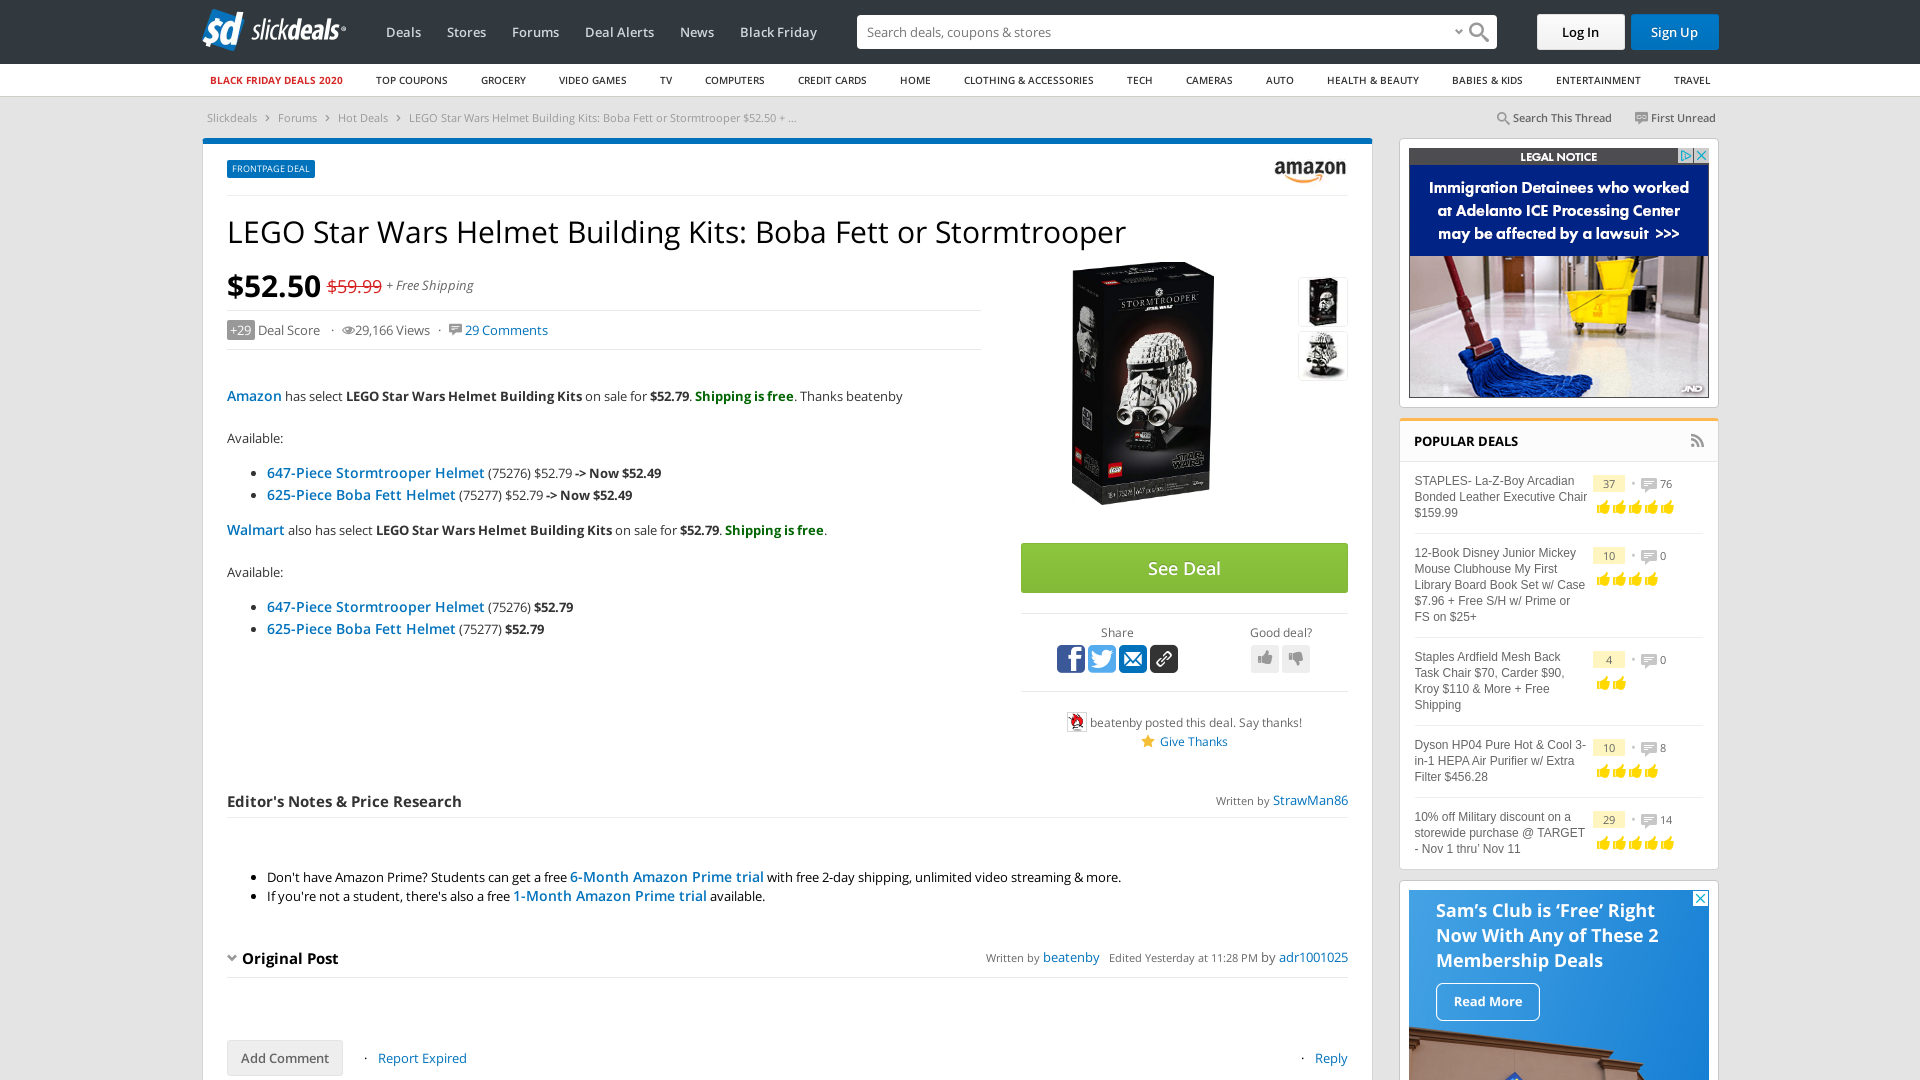 slickdeals
Deals
Stores
Forums
Deal Alerts
News
Black Friday
Search deals, coupons & stores
Log In
Sign Up
BLACK FRIDAY DEALS 2020
TOP COUPONS
GROCERY
VIDEO GAMES
TV
COMPUTERS
CREDIT CARDS
HOME
CLOTHING & ACCESSORIES
TECH
CAMERAS
AUTO
HEALTH & BEAUTY
BABIES & KIDS
ENTERTAINMENT
TRAVEL
Slickdeals > Forums > Hot Deals > LEGO Star Wars Helmet Building Kits: Boba Fett or Stormtrooper $52.50 + ...
Search This Thread
First Unread
FRONTPAGE DEAL
amazon
LEGO Star Wars Helmet Building Kits: Boba Fett or Stormtrooper
$52.50 $59.99 + Free Shipping
+29 Deal Score · 29,166 Views · 29 Comments
Amazon has select LEGO Star Wars Helmet Building Kits on sale for $52.79. Shipping is free. Thanks beatenby
Available:
• 647-Piece Stormtrooper Helmet (75276) $52.79 -> Now $52.49
• 625-Piece Boba Fett Helmet (75277) $52.79 -> Now $52.49
Walmart also has select LEGO Star Wars Helmet Building Kits on sale for $52.79. Shipping is free.
Available:
• 647-Piece Stormtrooper Helmet (75276) $52.79
• 625-Piece Boba Fett Helmet (75277) $52.79
STORMTROOPER
STAR WARS
See Deal
Share
Good deal?
beatenby posted this deal. Say thanks!
Give Thanks
Editor's Notes & Price Research
Written by StrawMan86
• Don't have Amazon Prime? Students can get a free 6-Month Amazon Prime trial with free 2-day shipping, unlimited video streaming & more.
• If you're not a student, there's also a free 1-Month Amazon Prime trial available.
Original Post
Written by beatenby Edited Yesterday at 11:28 PM by adr1001025
Add Comment
· Report Expired
· Reply
LEGAL NOTICE
Immigration Detainees who worked
at Adelanto ICE Processing Center
may be affected by a lawsuit >>>
JND
POPULAR DEALS
STAPLES- La-Z-Boy Arcadian
Bonded Leather Executive Chair
$159.99
37 • 76
12-Book Disney Junior Mickey
Mouse Clubhouse My First
Library Board Book Set w/ Case
$7.96 + Free S/H w/ Prime or
FS on $25+
10 • 0
Staples Ardfield Mesh Back
Task Chair $70, Carder $90,
Kroy $110 & More + Free
Shipping
4 • 0
Dyson HP04 Pure Hot & Cool 3-
in-1 HEPA Air Purifier w/ Extra
Filter $456.28
10 • 8
10% off Military discount on a
storewide purchase @ TARGET
- Nov 1 thru' Nov 11
29 • 14
Sam's Club is 'Free' Right
Now With Any of These 2
Membership Deals
Read More